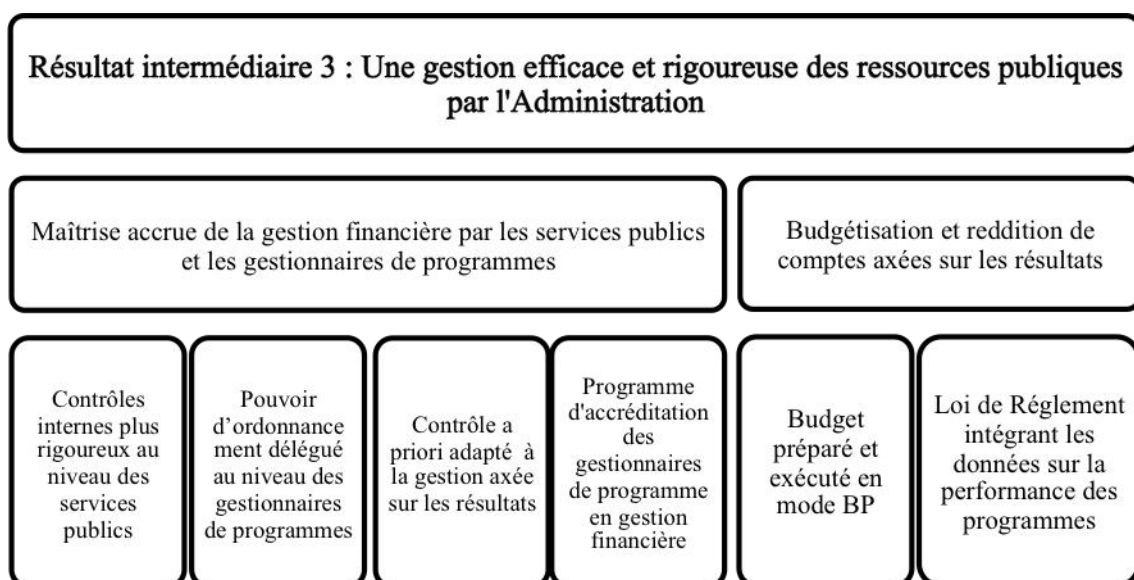 Résultat intermédiaire 3 : Une gestion efficace et rigoureuse des ressources publiques
par l'Administration
Maîtrise accrue de la gestion financière par les services publics
et les gestionnaires de programmes
Budgétisation et reddition de
comptes axées sur les résultats
Contrôles
internes plus
rigoureux au
niveau des
services
publics
Pouvoir
d’ordonnance
ment délégué
au niveau des
gestionnaires
de programmes
Contrôle a
priori adapté à
la gestion axée
sur les résultats
Programme
d'accréditation
des
gestionnaires
de programme
en gestion
financière
Budget
préparé et
exécuté en
mode BP
Loi de Réglement
intégrant les
données sur la
performance des
programmes